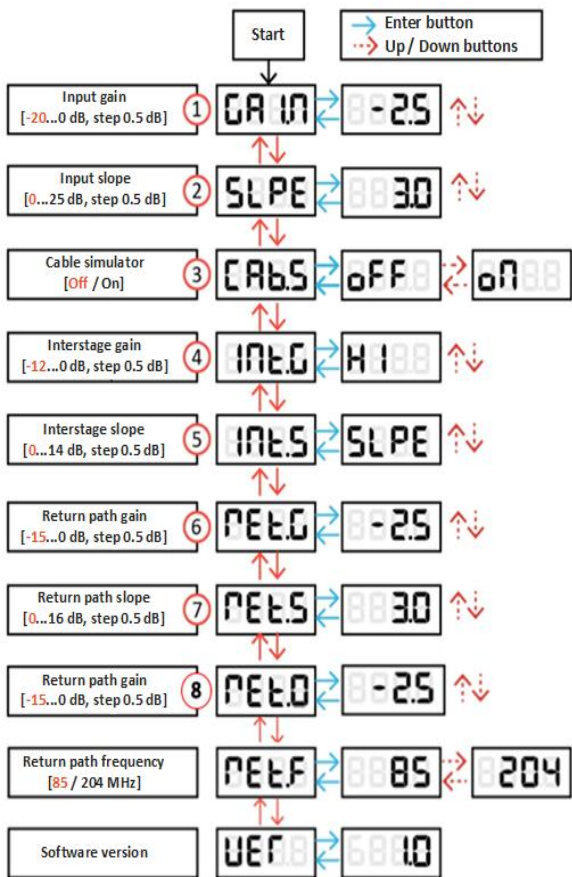 Start
Enter button
Up / Down buttons
Input gain
[-20...0 dB, step 0.5 dB]
1
GAI.N
-2.5
Input slope
[0...25 dB, step 0.5 dB]
2
SLPE
3.0
Cable simulator
[Off / On]
3
CAb.S
oFF
on
Interstage gain
[-12...0 dB, step 0.5 dB]
4
INt.G
HI
Interstage slope
[0...14 dB, step 0.5 dB]
5
INt.S
SLPE
Return path gain
[-15...0 dB, step 0.5 dB]
6
rEt.G
-2.5
Return path slope
[0...16 dB, step 0.5 dB]
7
rEt.S
3.0
Return path gain
[-15...0 dB, step 0.5 dB]
8
rEt.O
-2.5
Return path frequency
[85 / 204 MHz]
rEt.F
85
204
Software version
VEr
1.0